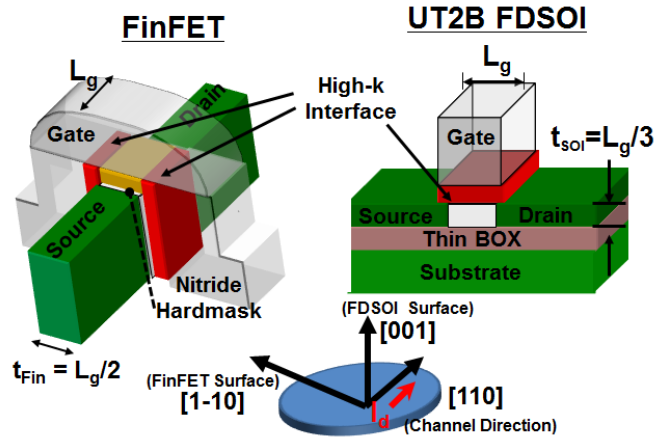 FinFET
UT2B FDSOI
Lg
Lg
High-k
Interface
Drain
Gate
Gate
tSOI=Lg/3
Source
Source
Drain
Thin BOX
Nitride
Hardmask
Substrate
tFin = Lg/2
(FDSOI Surface)
[001]
(FinFET Surface)
[1-10]
Id
[110]
(Channel Direction)